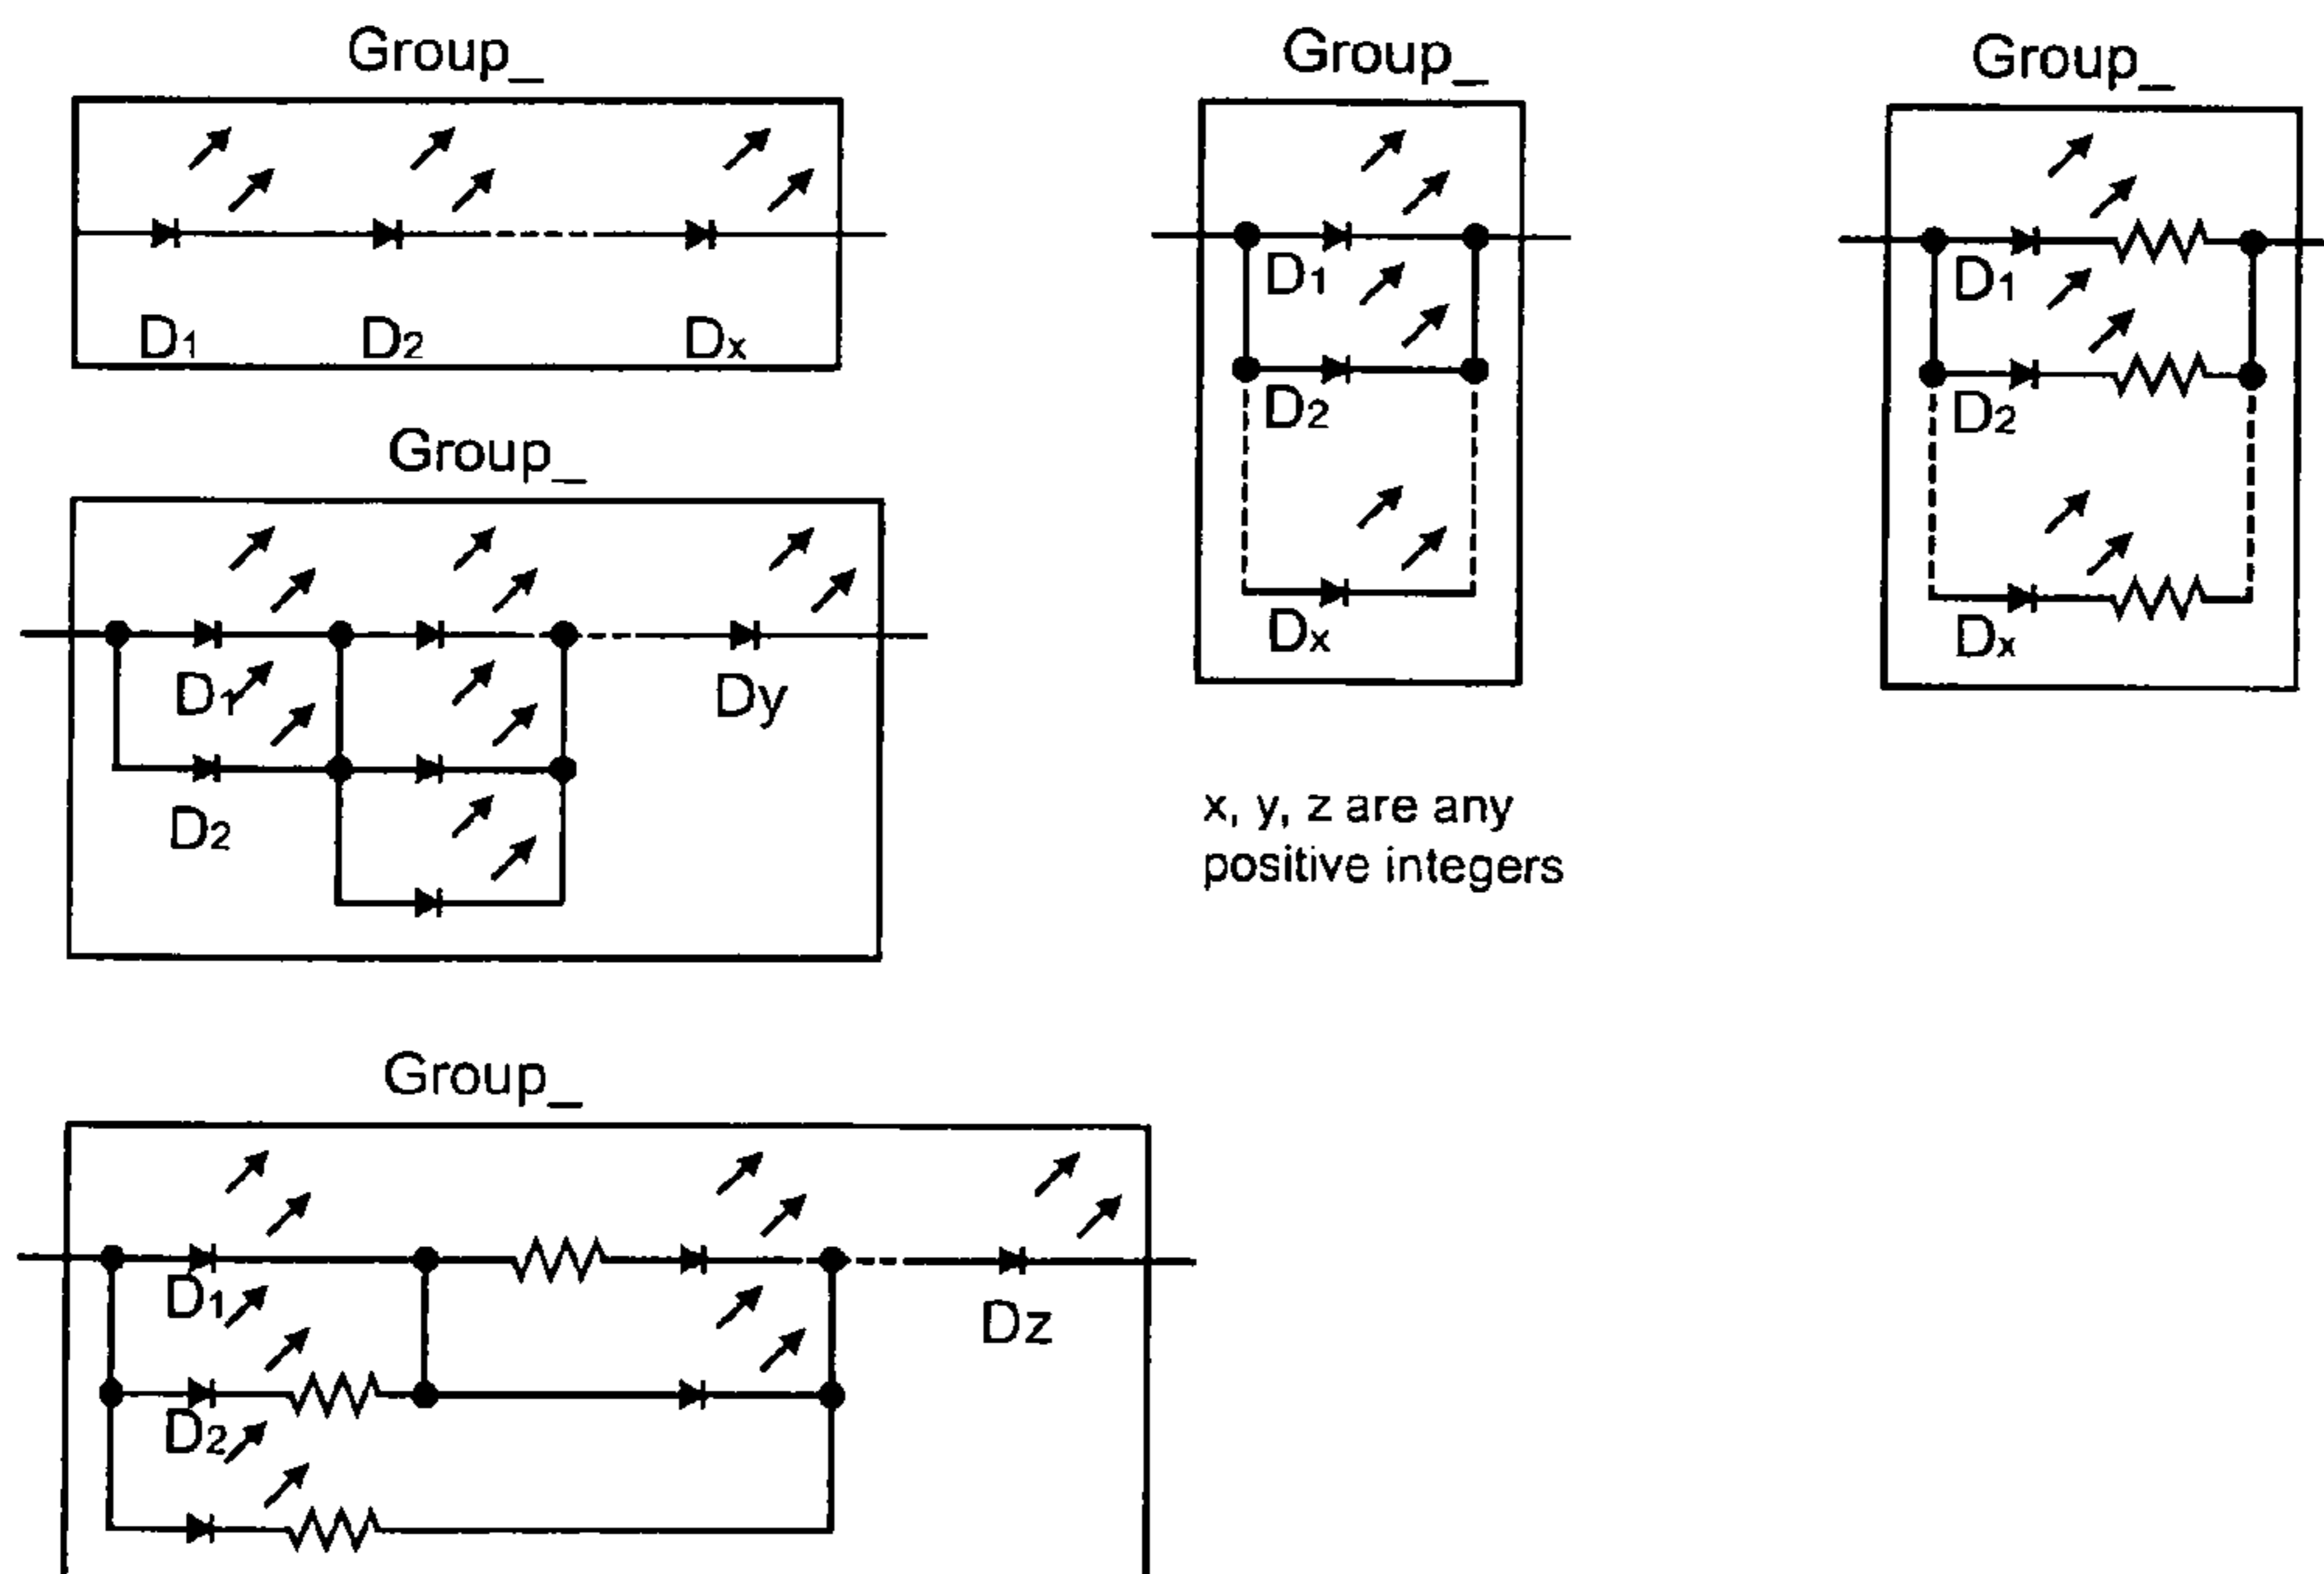 Group_
D1 D2 Dx
Group_
D1
D2
Dx
Group_
D1
D2
Dx
Group_
D1
Dy
D2
x, y, z are any
positive integers
Group_
D1
Dz
D2